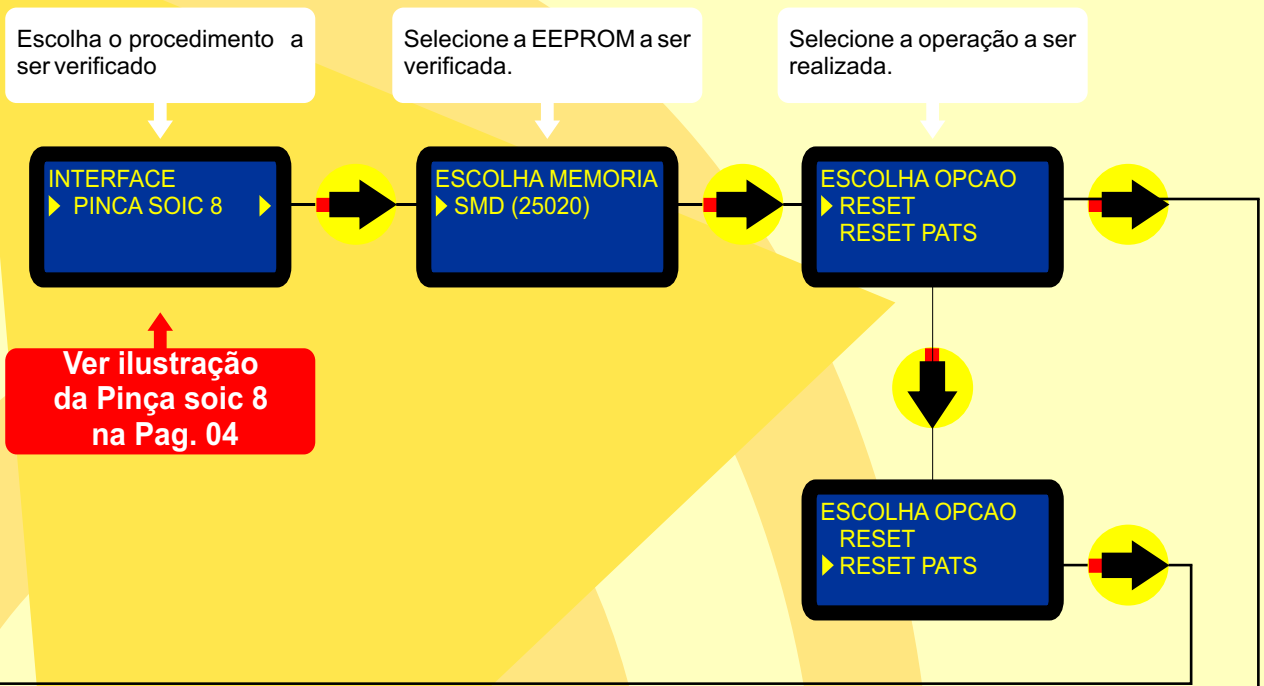 Escolha o procedimento a
ser verificado
Selecione a EEPROM a ser
verificada.
Selecione a operação a ser
realizada.
INTERFACE
PINCA SOIC 8
ESCOLHA MEMORIA
SMD (25020)
ESCOLHA OPCAO
RESET
RESET PATS
Ver ilustração
da Pinça soic 8
na Pag. 04
ESCOLHA OPCAO
RESET
RESET PATS